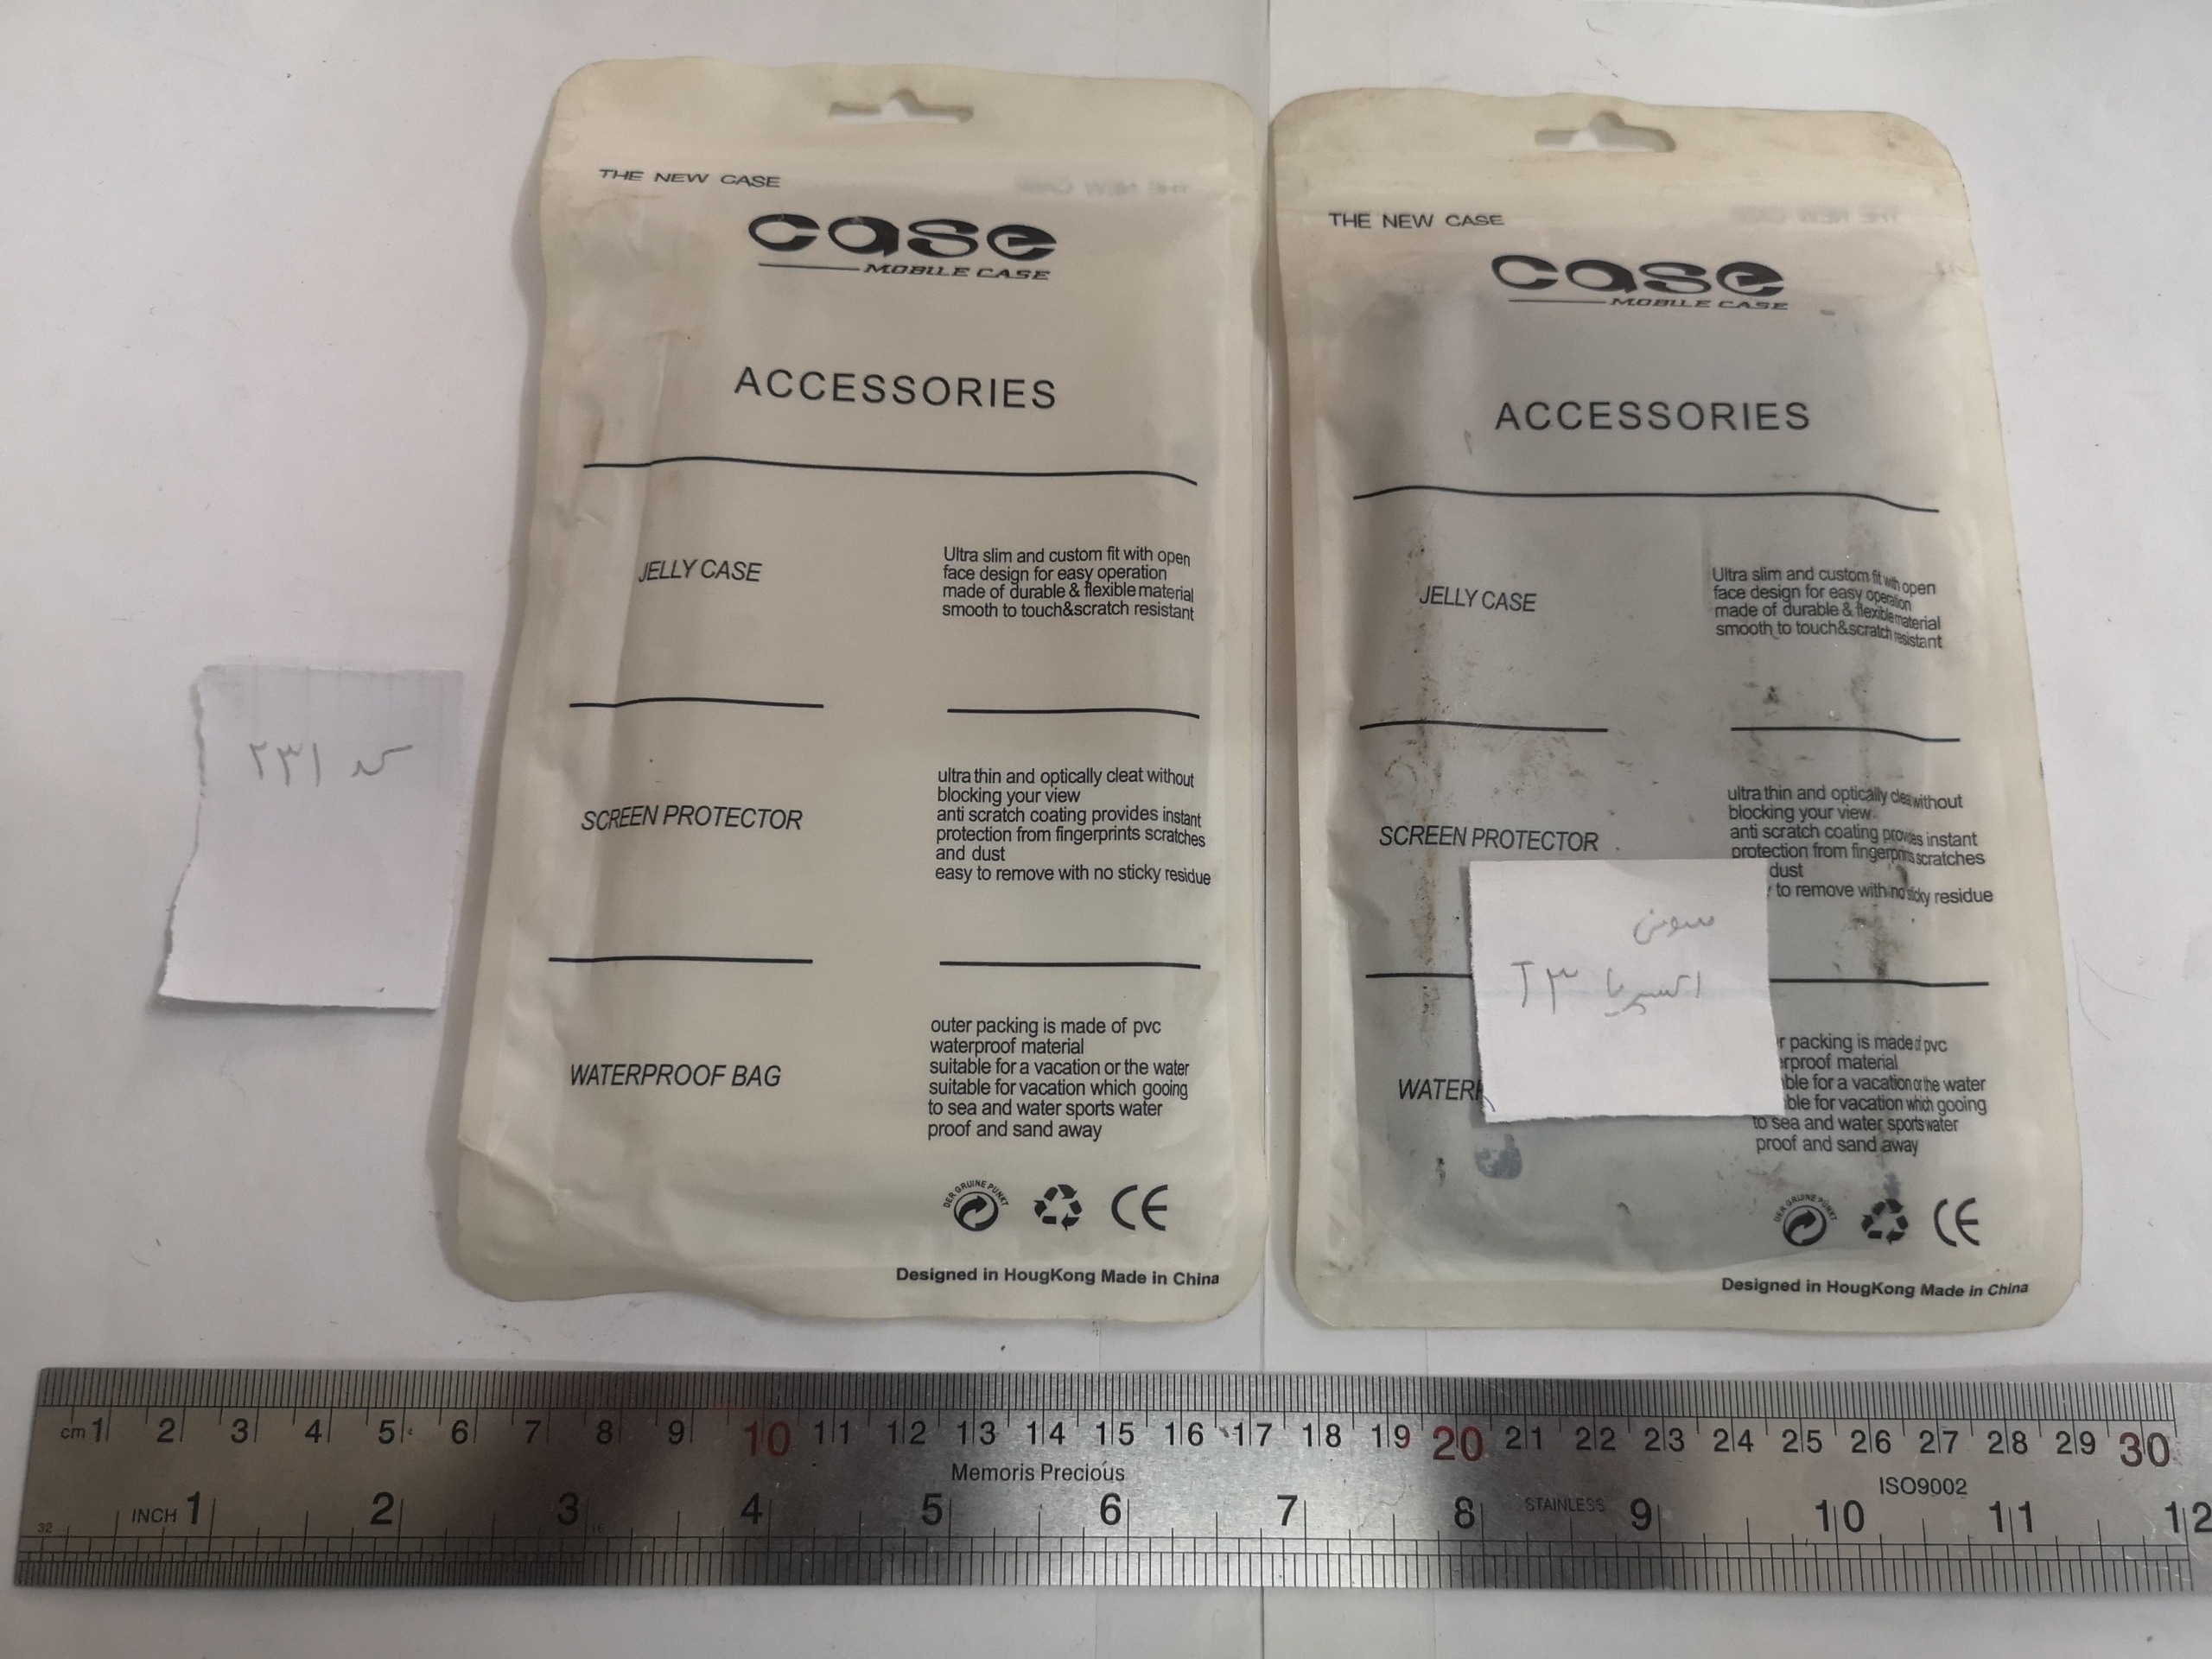 THE NEW CASE
case
MOBILE CASE
ACCESSORIES
JELLY CASE
Ultra slim and custom fit with open
face design for easy operation
made of durable & flexible material
smooth to touch&scratch resistant
SCREEN PROTECTOR
ultra thin and optically cleat without
blocking your view
anti scratch coating provides instant
protection from fingerprints scratches
and dust
easy to remove with no sticky residue
WATERPROOF BAG
outer packing is made of pvc
waterproof material
suitable for a vacation or the water
suitable for vacation which gooing
to sea and water sports water
proof and sand away
DER GRUINE PUNKT
CE
Designed in HougKong Made in China
THE NEW CASE
case
MOBILE CASE
ACCESSORIES
JELLY CASE
Ultra slim and custom fit with open
face design for easy operation
made of durable & flexible material
smooth to touch&scratch resistant
SCREEN PROTECTOR
ultra thin and optically cleat without
blocking your view
anti scratch coating provides instant
protection from fingerprints scratches
dust
to remove with no sticky residue
packing is made of pvc
material
for a vacation or the water
for vacation which gooing
to sea and water sports water
proof and sand away
DER GRUINE PUNKT
CE
Designed in HougKong Made in China
کد ۲۳۱
سونی
اکسپریا T۳
cm 1 2 3 4 5 6 7 8 9 10 11 12 13 14 15 16 17 18 19 20 21 22 23 24 25 26 27 28 29 30
Memoris Precious
ISO9002
INCH 1 2 3 4 5 6 7 8 STAINLESS 9 10 11 12
32 16